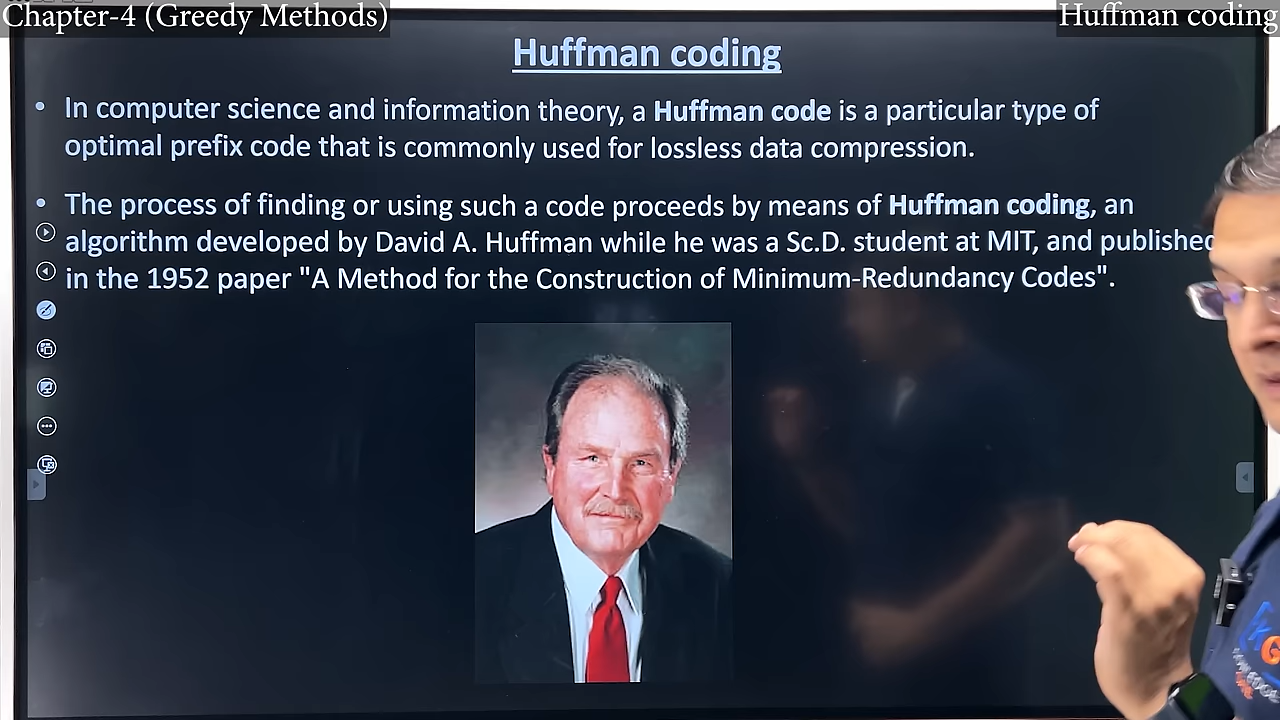 Chapter-4 (Greedy Methods)
Huffman coding
Huffman coding
• In computer science and information theory, a Huffman code is a particular type of
optimal prefix code that is commonly used for lossless data compression.
• The process of finding or using such a code proceeds by means of Huffman coding, an
algorithm developed by David A. Huffman while he was a Sc.D. student at MIT, and published
in the 1952 paper "A Method for the Construction of Minimum-Redundancy Codes".